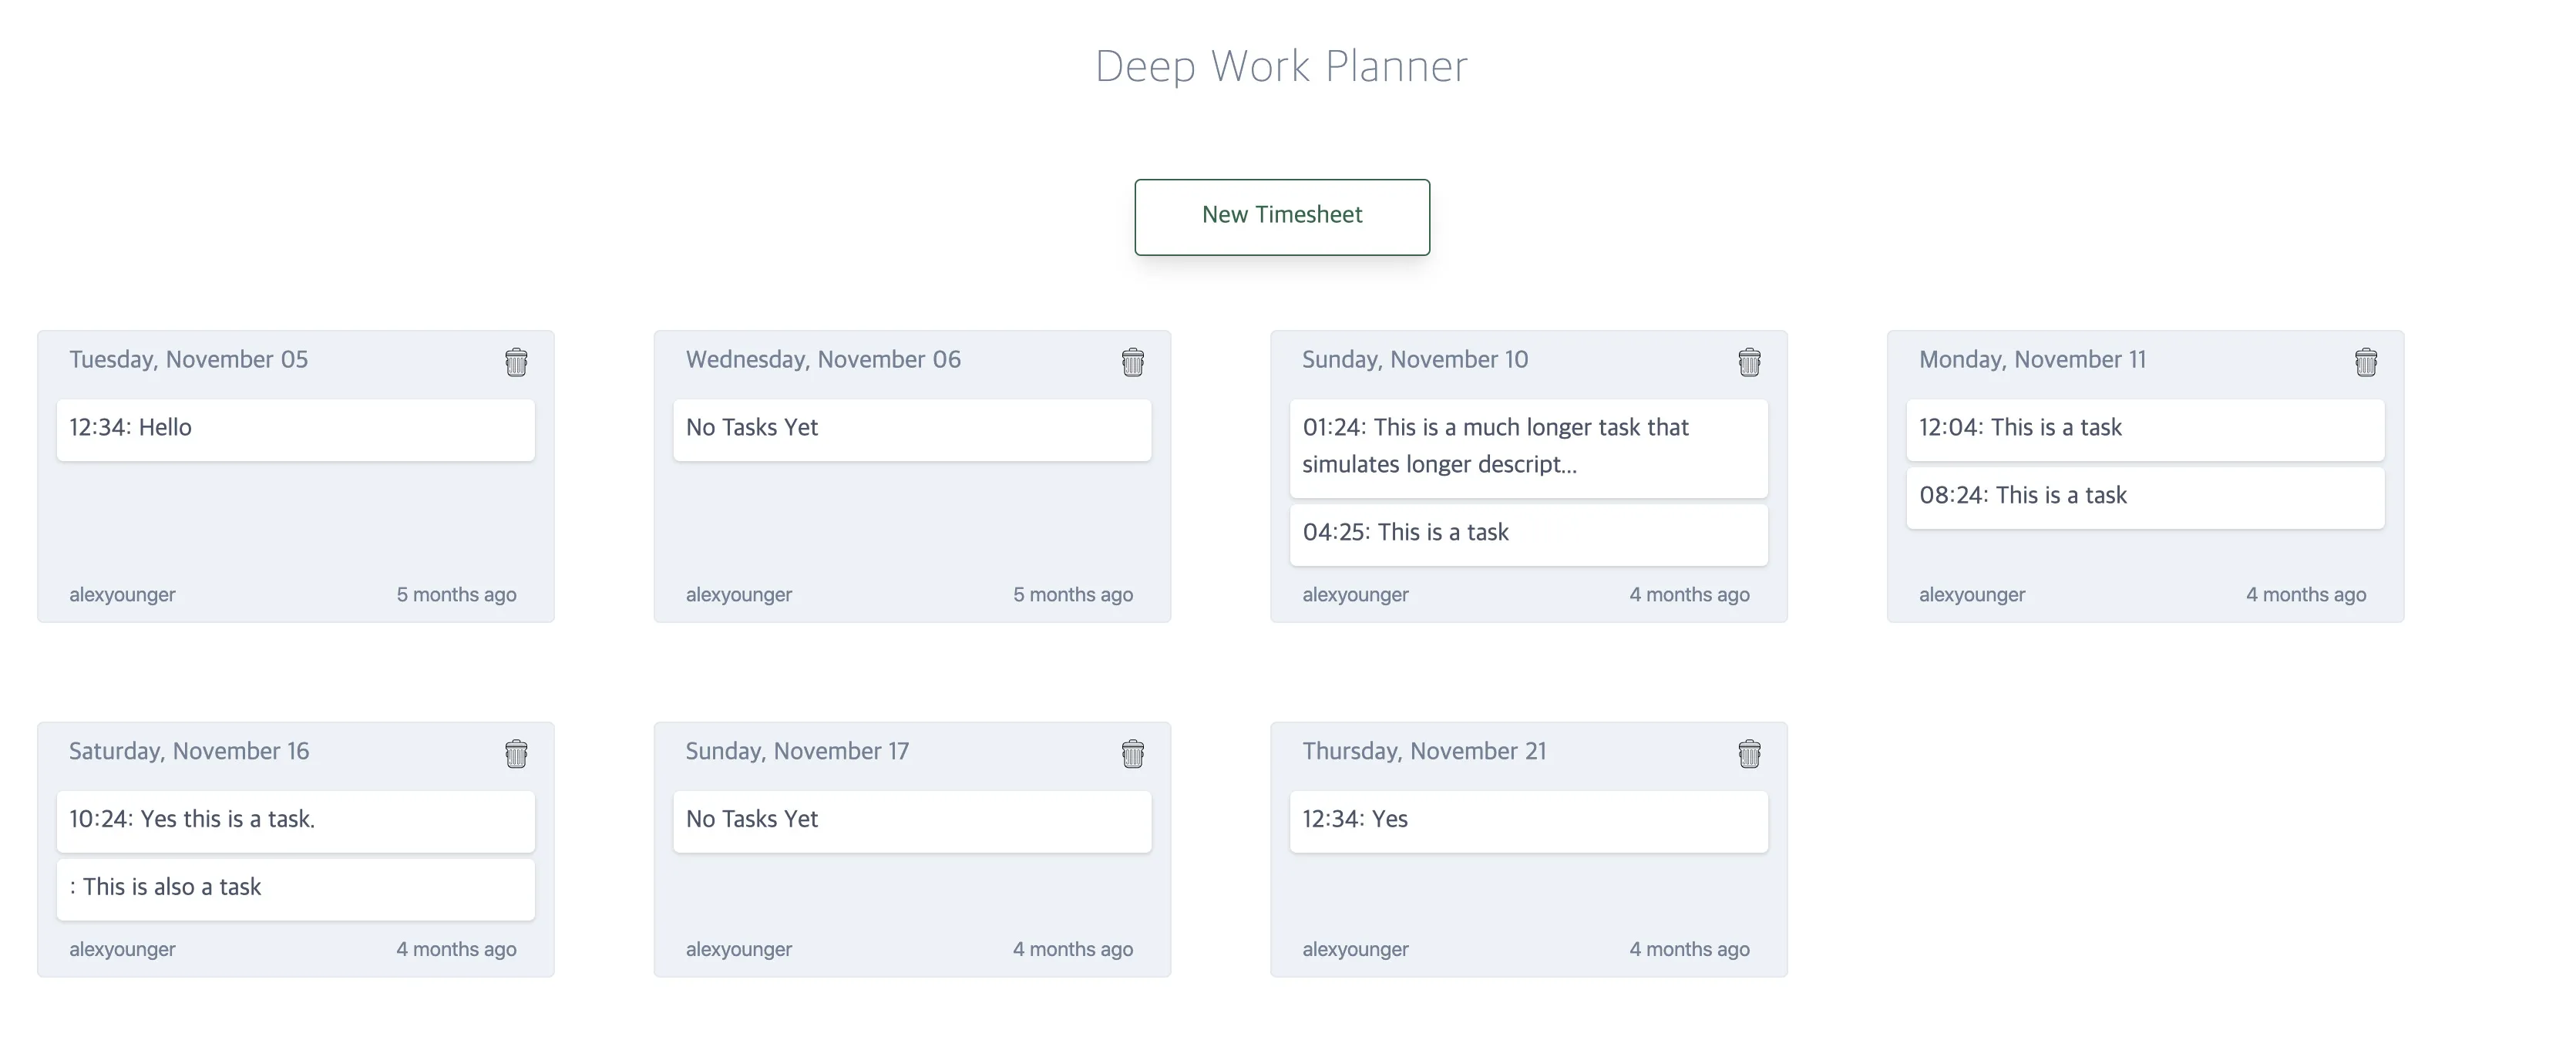 Deep Work Planner
New Timesheet
Tuesday, November 05
12:34: Hello
alexyounger
5 months ago
Wednesday, November 06
No Tasks Yet
alexyounger
5 months ago
Sunday, November 10
01:24: This is a much longer task that
simulates longer descript...
04:25: This is a task
alexyounger
4 months ago
Monday, November 11
12:04: This is a task
08:24: This is a task
alexyounger
4 months ago
Saturday, November 16
10:24: Yes this is a task.
: This is also a task
alexyounger
4 months ago
Sunday, November 17
No Tasks Yet
alexyounger
4 months ago
Thursday, November 21
12:34: Yes
alexyounger
4 months ago